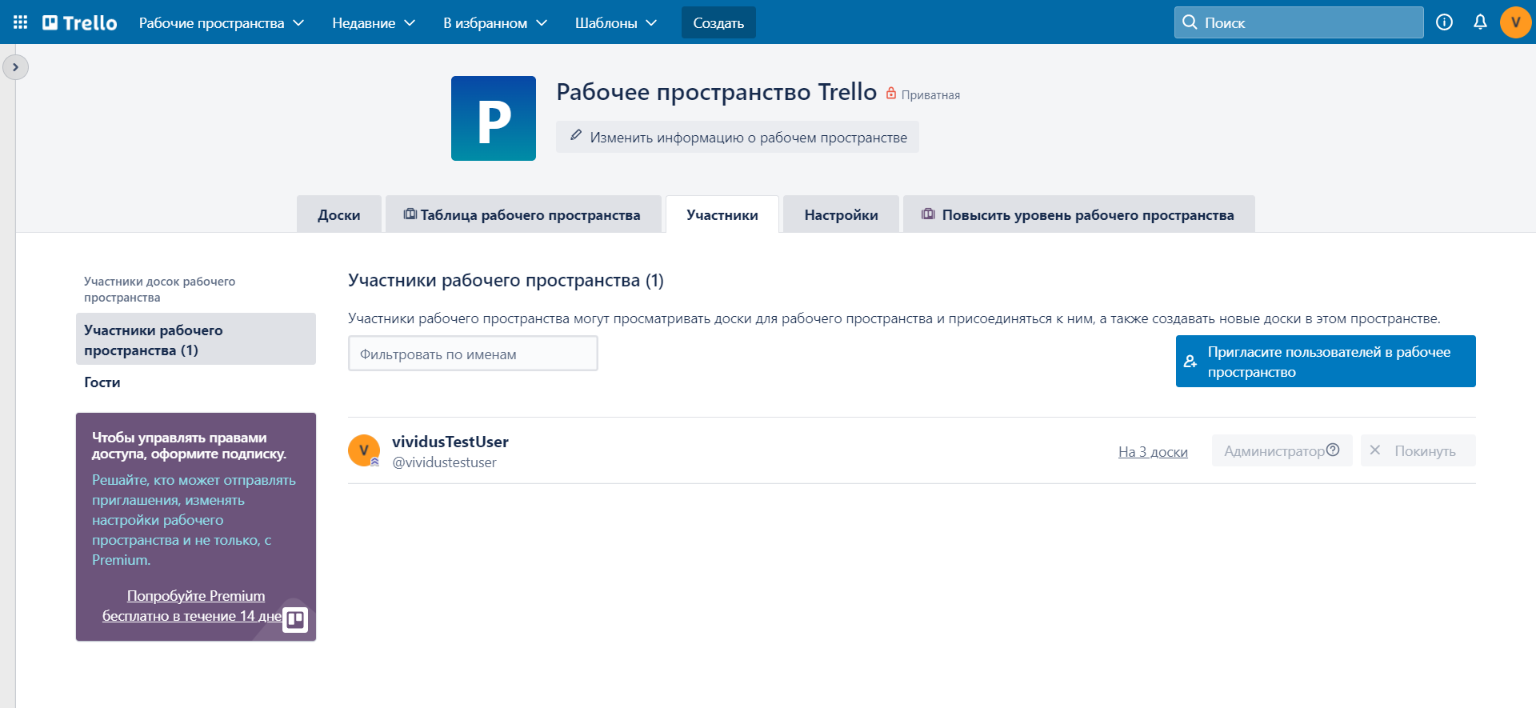 Trello Рабочие пространства Недавние В избранном Шаблоны Создать Поиск V
P
Рабочее пространство Trello Приватная
Изменить информацию о рабочем пространстве
Доски Таблица рабочего пространства Участники Настройки Повысить уровень рабочего пространства
Участники досок рабочего
пространства
Участники рабочего
пространства (1)
Гости
Чтобы управлять правами
доступа, оформите подписку.
Решайте, кто может отправлять
приглашения, изменять
настройки рабочего
пространства и не только, с
Premium.
Попробуйте Premium
бесплатно в течение 14 дне
Участники рабочего пространства (1)
Участники рабочего пространства могут просматривать доски для рабочего пространства и присоединяться к ним, а также создавать новые доски в этом пространстве.
Фильтровать по именам
Пригласите пользователей в рабочее
пространство
V
vividusTestUser
@vividustestuser
На 3 доски Администратор Покинуть